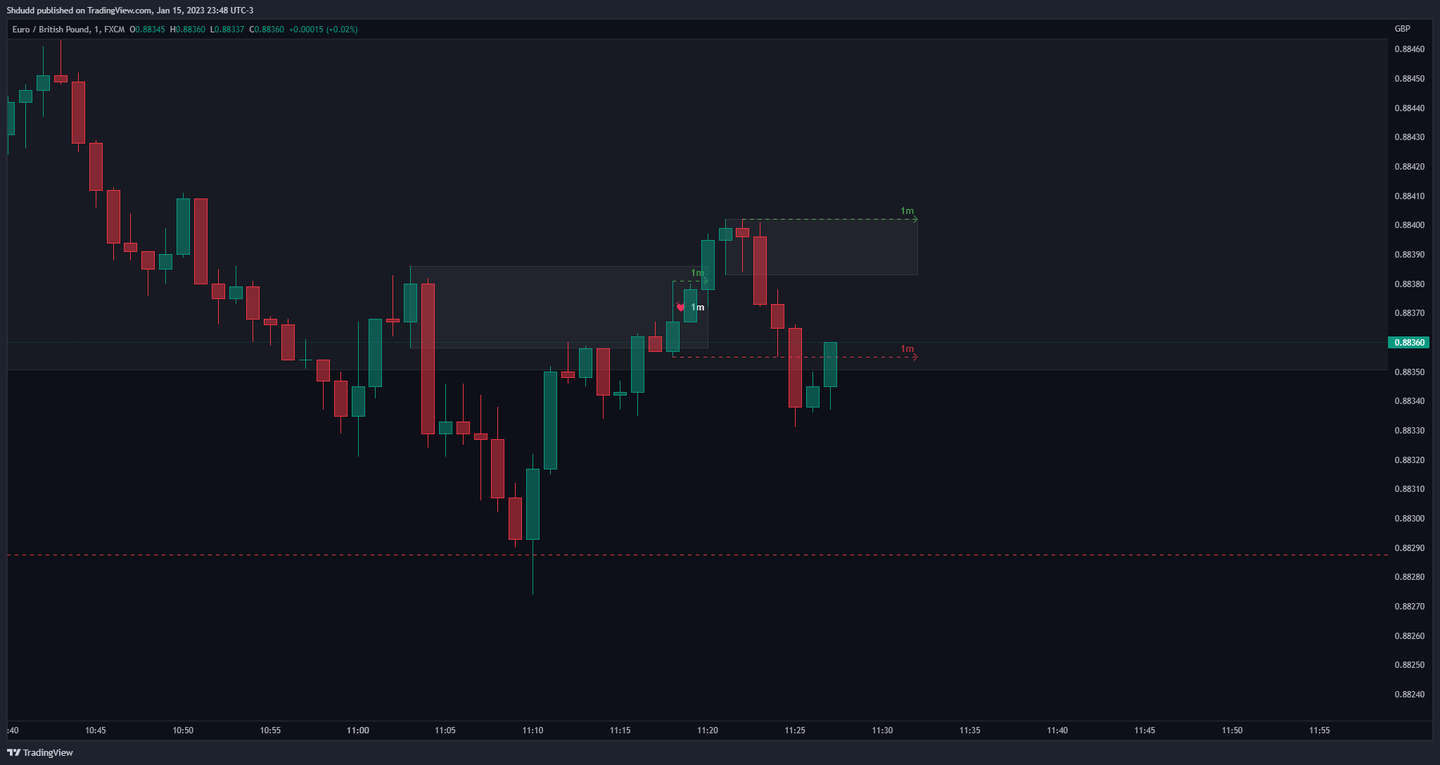 Shdudd published on TradingView.com, Jan 15, 2023 23:48 UTC-3
Euro / British Pound, 1, FXCM O0.88345 H0.88360 L0.88337 C0.88360 +0.00015 (+0.02%)
GBP
0.88460
0.88450
0.88440
0.88430
0.88420
0.88410
1m
0.88400
0.88390
0.88380
1m
0.88370
1m
0.88360
1m
0.88350
0.88340
0.88330
0.88320
0.88310
0.88300
0.88290
0.88280
0.88270
0.88260
0.88250
0.88240
:40 10:45 10:50 10:55 11:00 11:05 11:10 11:15 11:20 11:25 11:30 11:35 11:40 11:45 11:50 11:55
TradingView